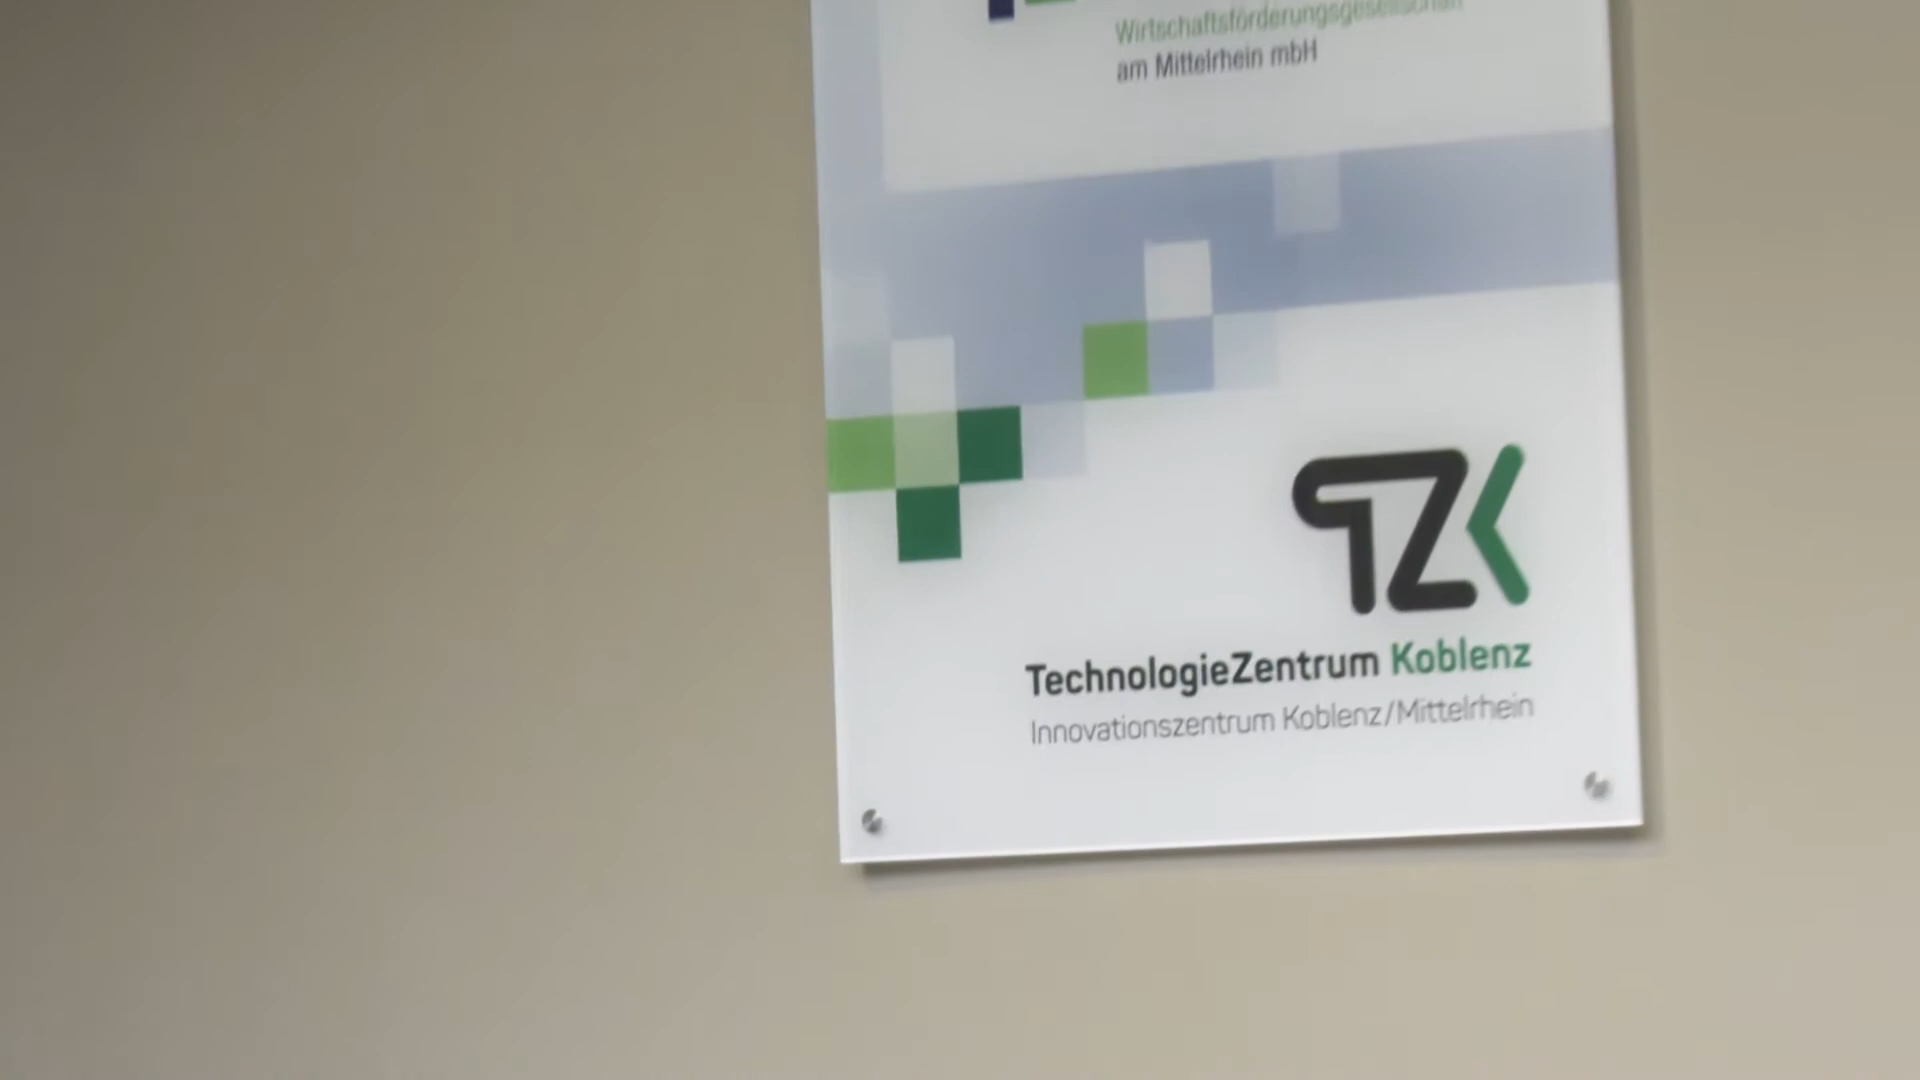 Wirtschaftsförderungsgesellschaft
am Mittelrhein mbH
TZK
TechnologieZentrum Koblenz
Innovationszentrum Koblenz/Mittelrhein